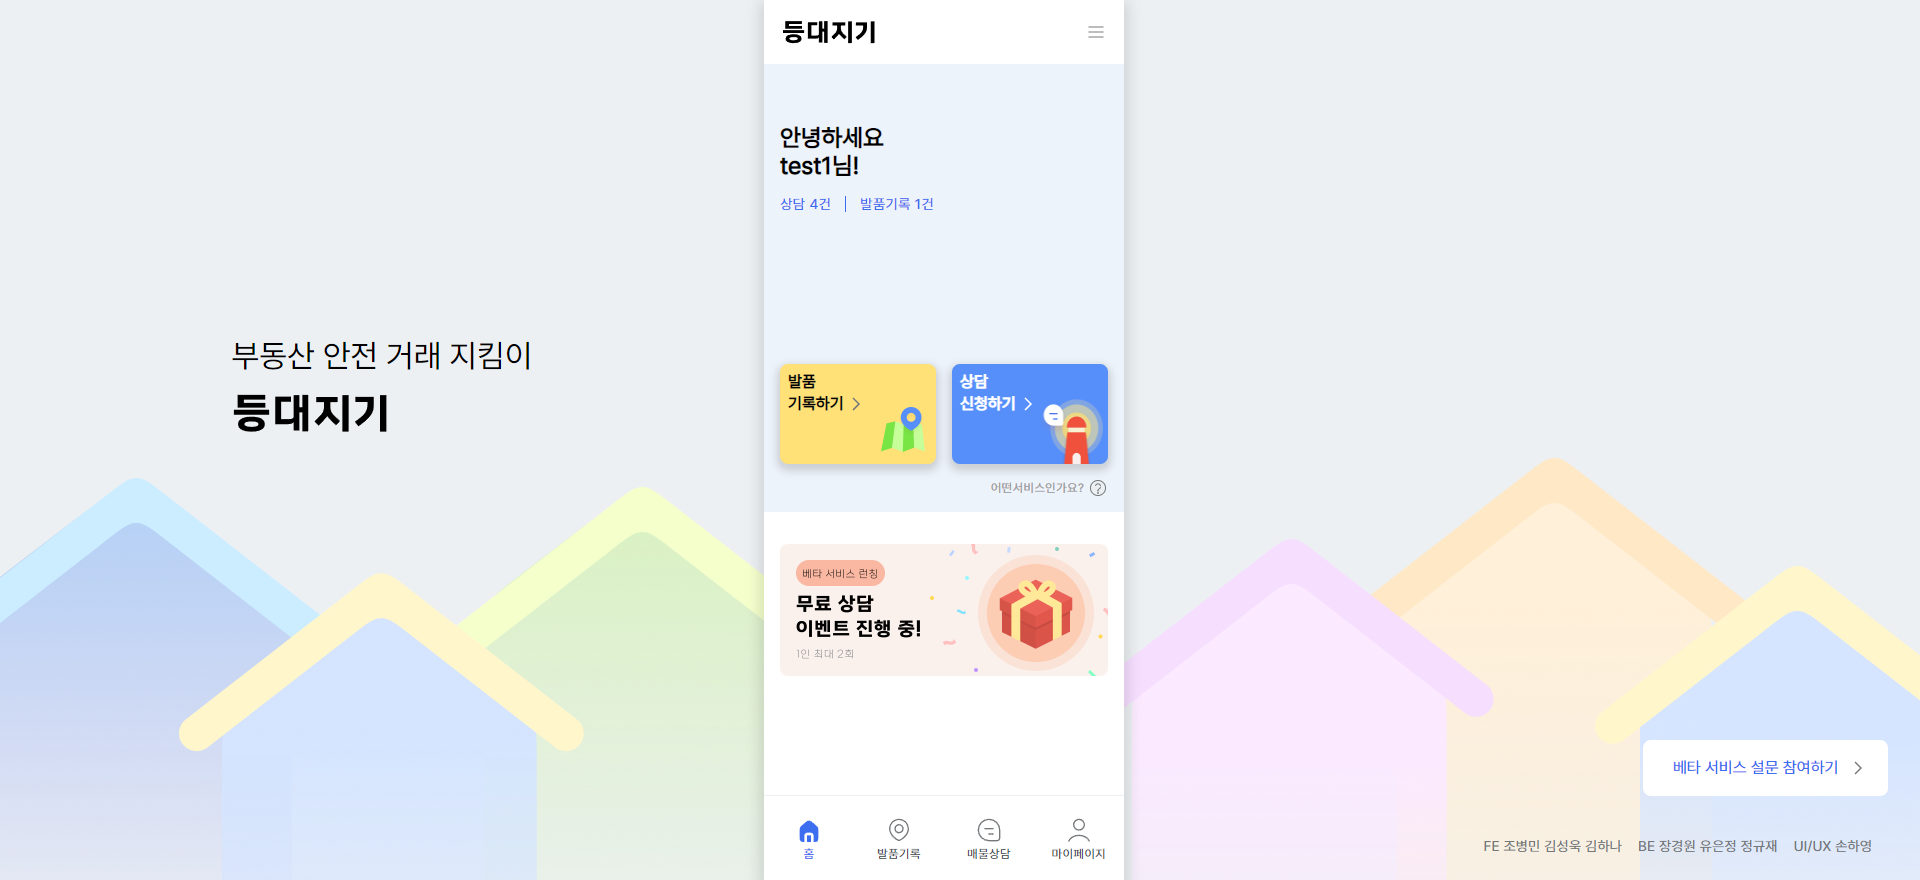 등대지기
안녕하세요
test1님!
상담 4건
발품기록 1건
부동산 안전 거래 지킴이
등대지기
발품
기록하기
상담
신청하기
어떤서비스인가요?
베타 서비스 런칭
무료 상담
이벤트 진행 중!
1인 최대 2회
홈
발품기록
매물상담
마이페이지
베타 서비스 설문 참여하기
FE 조병민 김성욱 김하나 BE 장경원 유은정 정규재 UI/UX 손하영